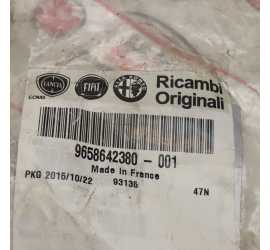 LANCIA
FIAT
Ricambi
Originali
9658642380 - 001
Made in France
PKG 2015/10/22 93136 47N